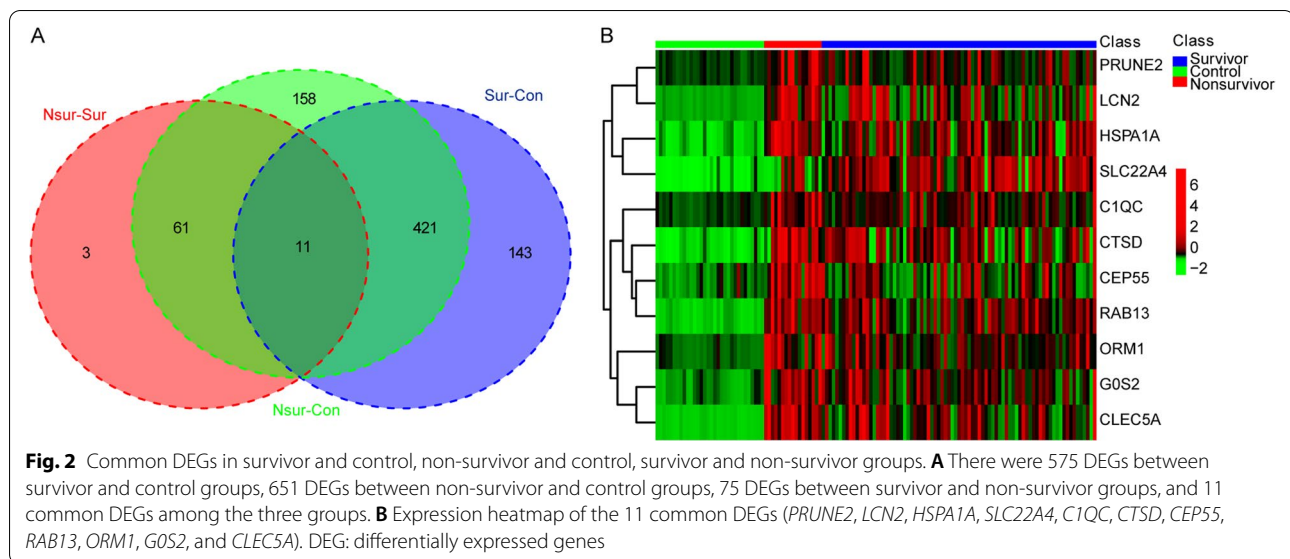 A
Nsur-Sur
158
Sur-Con
3
61
11
421
143
Nsur-Con
B
Class
PRUNE2
LCN2
HSPA1A
SLC22A4
C1QC
CTSD
CEP55
RAB13
ORM1
G0S2
CLEC5A
Class
Survivor
Control
Nonsurvivor
6
4
2
0
−2
Fig. 2 Common DEGs in survivor and control, non-survivor and control, survivor and non-survivor groups. A There were 575 DEGs between
survivor and control groups, 651 DEGs between non-survivor and control groups, 75 DEGs between survivor and non-survivor groups, and 11
common DEGs among the three groups. B Expression heatmap of the 11 common DEGs (PRUNE2, LCN2, HSPA1A, SLC22A4, C1QC, CTSD, CEP55,
RAB13, ORM1, G0S2, and CLEC5A). DEG: differentially expressed genes